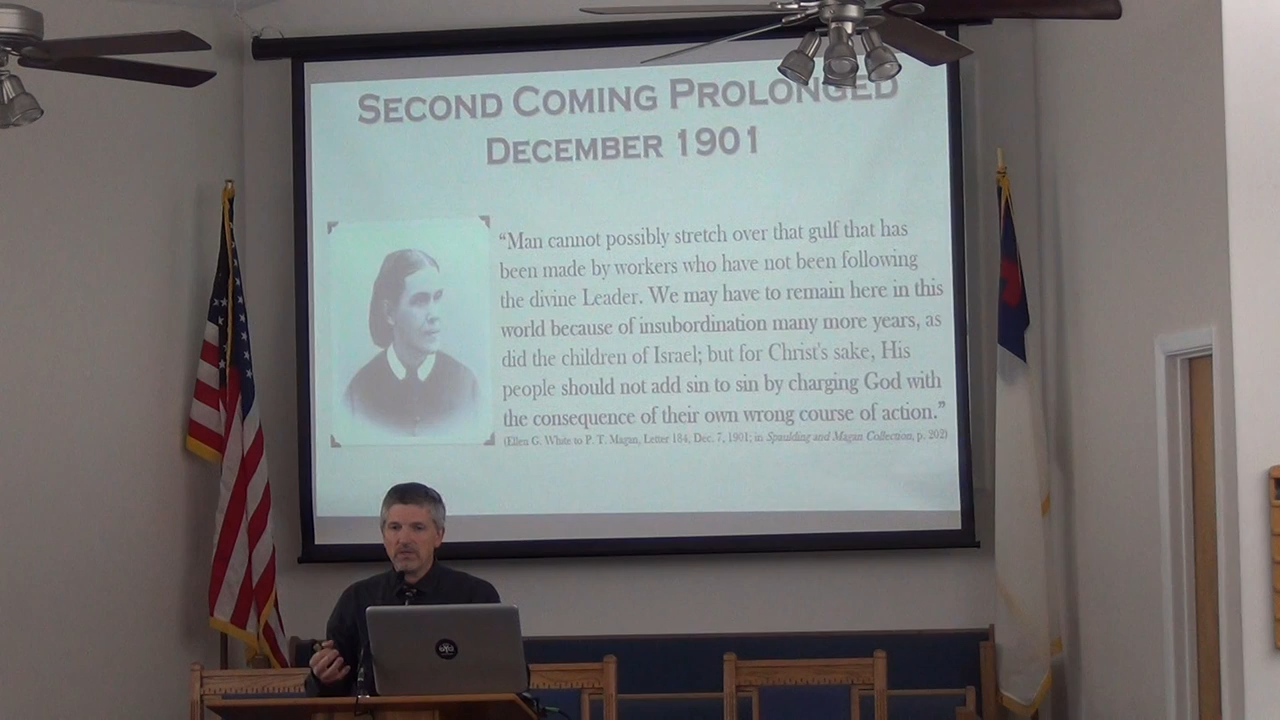 SECOND COMING PROLONGED
DECEMBER 1901
“Man cannot possibly stretch over that gulf that has
been made by workers who have not been following
the divine Leader. We may have to remain here in this
world because of insubordination many more years, as
did the children of Israel; but for Christ's sake, His
people should not add sin to sin by charging God with
the consequence of their own wrong course of action.”
(Ellen G. White to P. T. Magan, Letter 184, Dec. 7, 1901; in Spaulding and Magan Collection, p. 202)